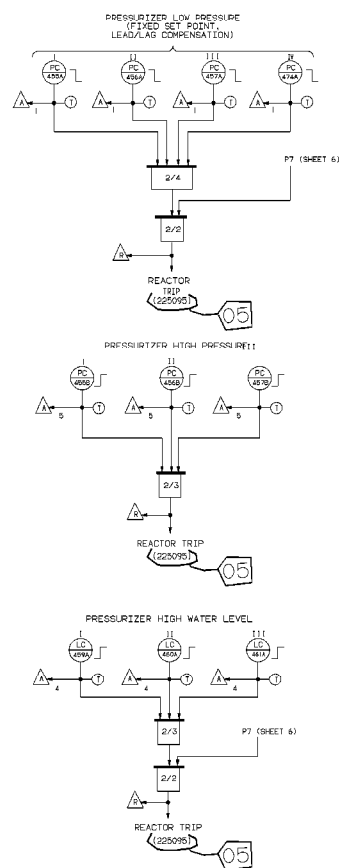 PRESSURIZER LOW PRESSURE
(FIXED SET POINT,
LEAD/LAG COMPENSATION)
I II III IV
PC 455A PC 456A PC 457A PC 474A
A T A T A T A T
1 1 1 1
2/4
P7 (SHEET 6)
2/2
R
REACTOR
TRIP
(225095) 05
PRESSURIZER HIGH PRESSURE III
I II
PC 455B PC 456B PC 457B
A T A T A T
5 5 5
2/3
R
REACTOR TRIP
(225095) 05
PRESSURIZER HIGH WATER LEVEL
I II III
LC 459A LC 460A LC 461A
A T A T A T
4 4 4
2/3
P7 (SHEET 6)
2/2
R
REACTOR TRIP
(225095) 05